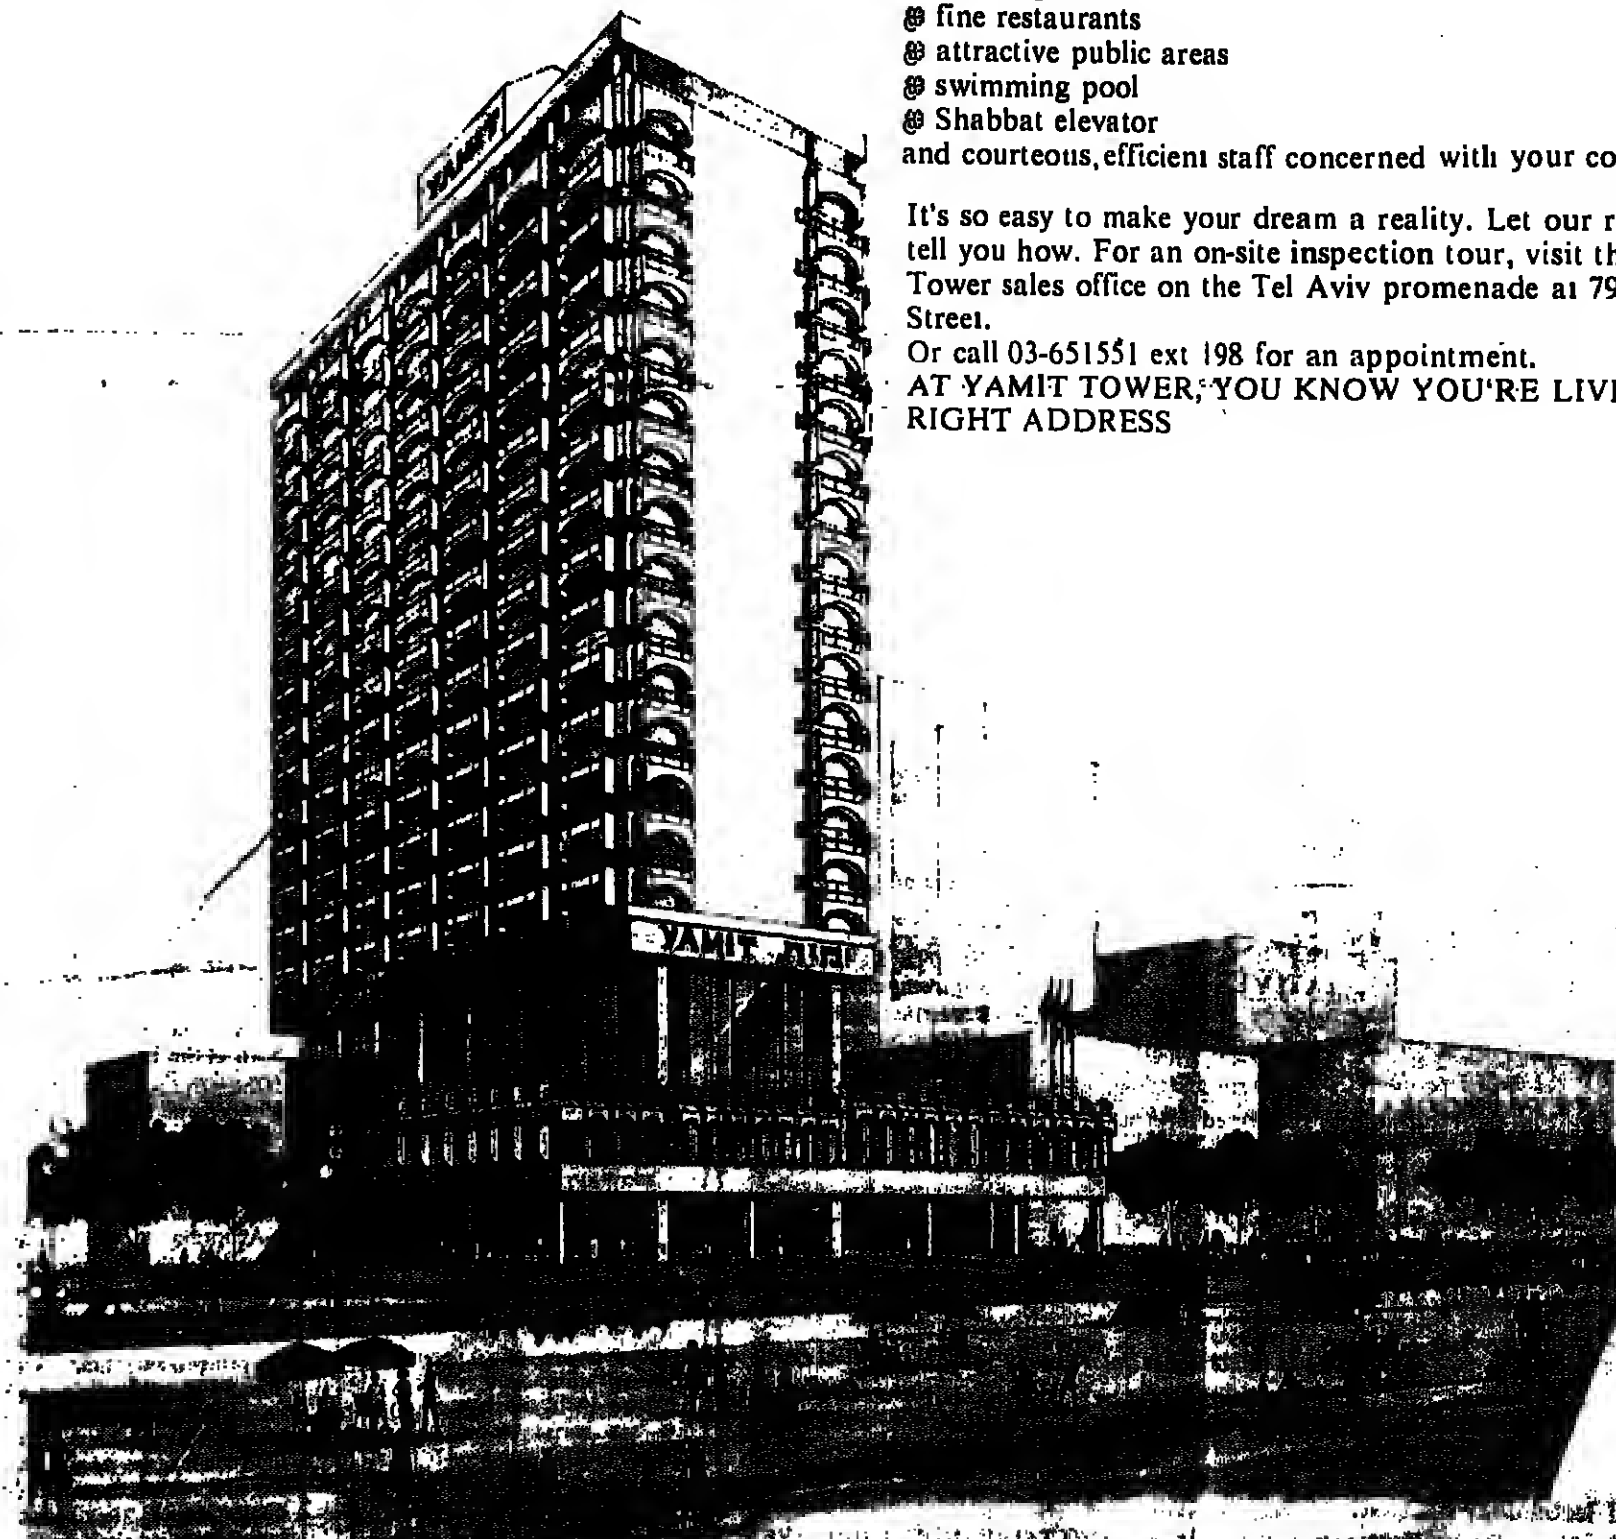 fine restaurants
attractive public areas
swimming pool
Shabbat elevator
and courteous, efficient staff concerned with your co
It's so easy to make your dream a reality. Let our r
tell you how. For an on-site inspection tour, visit th
Tower sales office on the Tel Aviv promenade at 79
Street.
Or call 03-651551 ext 198 for an appointment.
AT YAMIT TOWER, YOU KNOW YOU'RE LIVI
RIGHT ADDRESS
YAMIT
YAMIT ימית